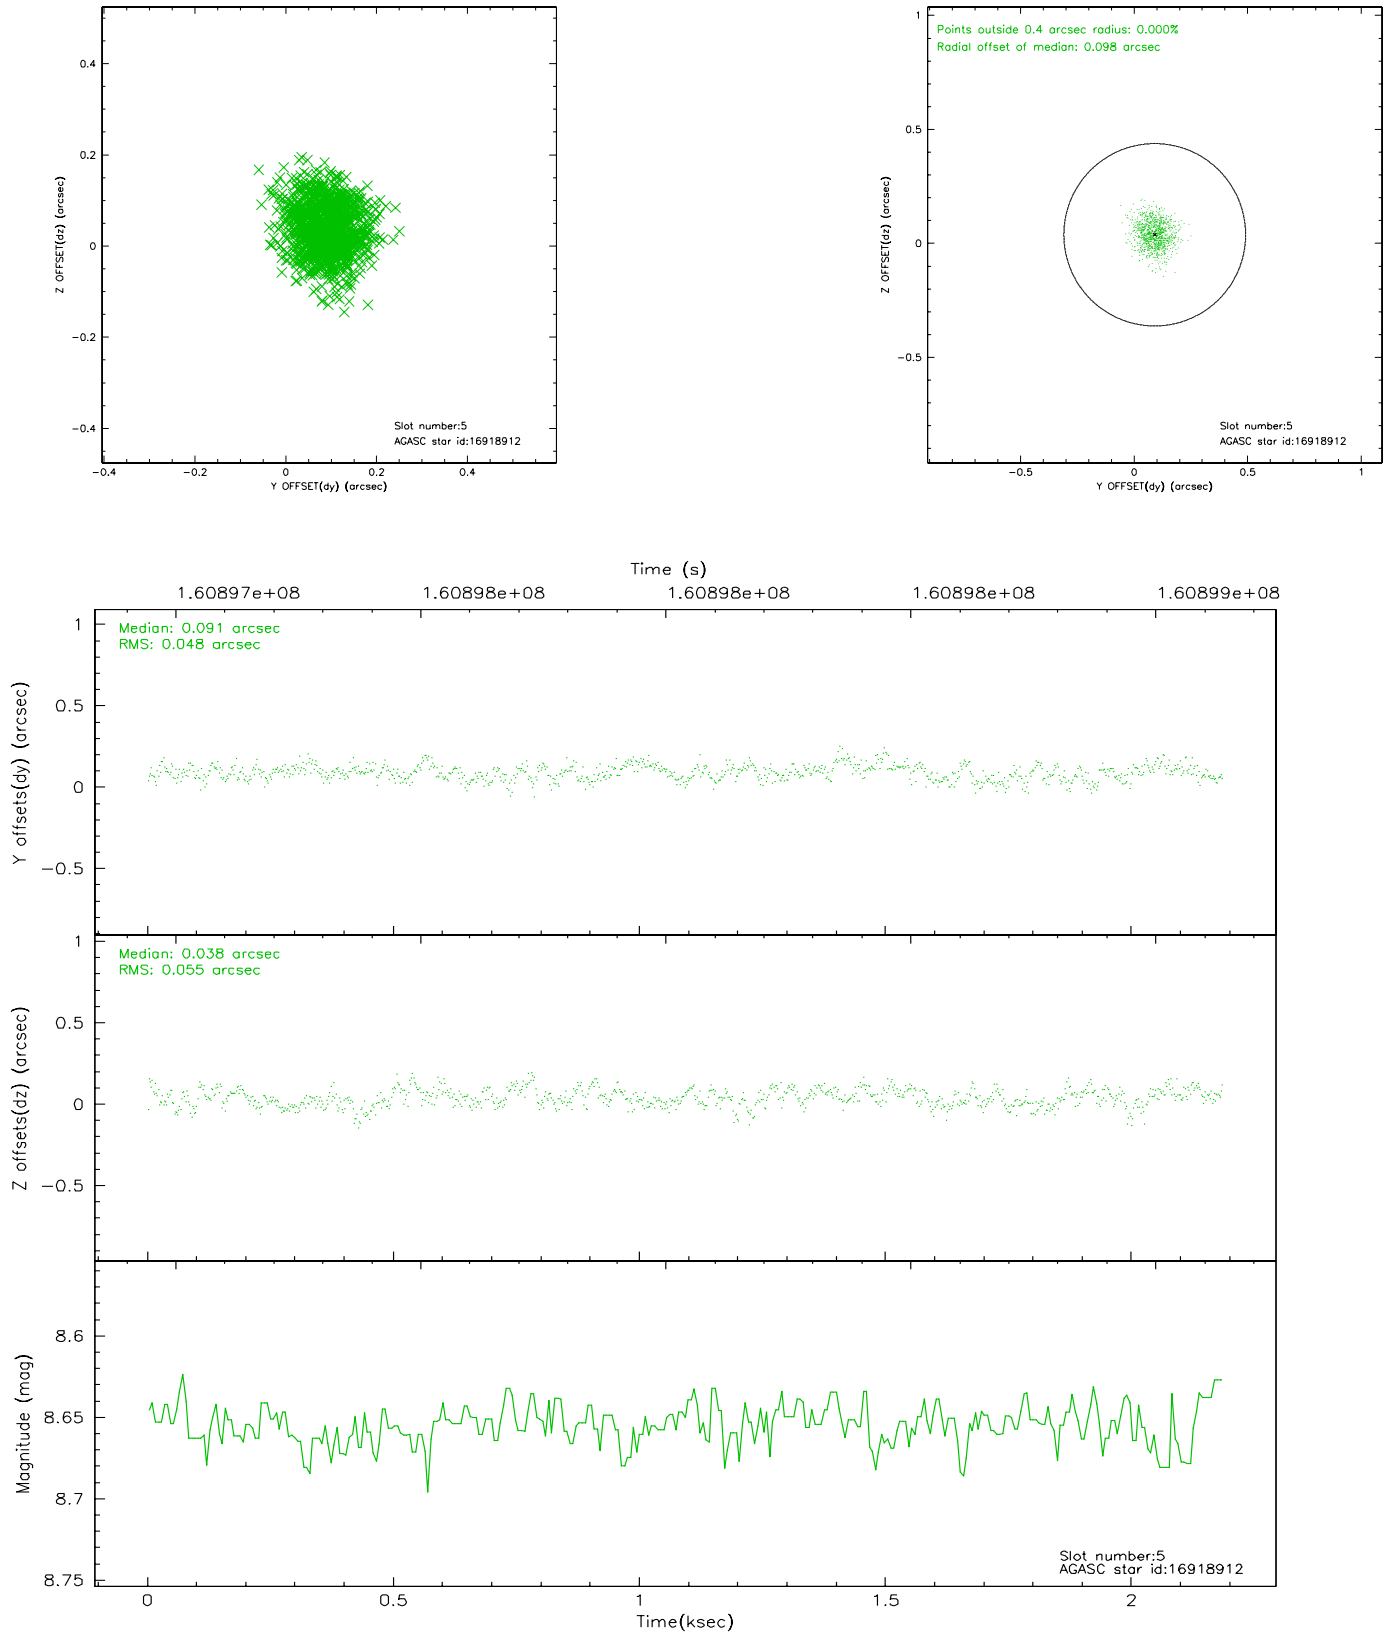 0.4
0.2
0
−0.2
−0.4
Z OFFSET(dz) (arcsec)
−0.4 −0.2 0 0.2 0.4
Y OFFSET(dy) (arcsec)
Slot number:5
AGASC star id:16918912
Points outside 0.4 arcsec radius: 0.000%
Radial offset of median: 0.098 arcsec
1
0.5
0
−0.5
Z OFFSET(dz) (arcsec)
−0.5 0 0.5 1
Y OFFSET(dy) (arcsec)
Slot number:5
AGASC star id:16918912
Time (s)
1.60897e+08 1.60898e+08 1.60898e+08 1.60898e+08 1.60899e+08
Median: 0.091 arcsec
RMS: 0.048 arcsec
1
0.5
0
−0.5
Y offsets(dy) (arcsec)
Median: 0.038 arcsec
RMS: 0.055 arcsec
1
0.5
0
−0.5
Z offsets(dz) (arcsec)
8.6
8.65
8.7
8.75
Magnitude (mag)
Slot number:5
AGASC star id:16918912
0 0.5 1 1.5 2
Time(ksec)